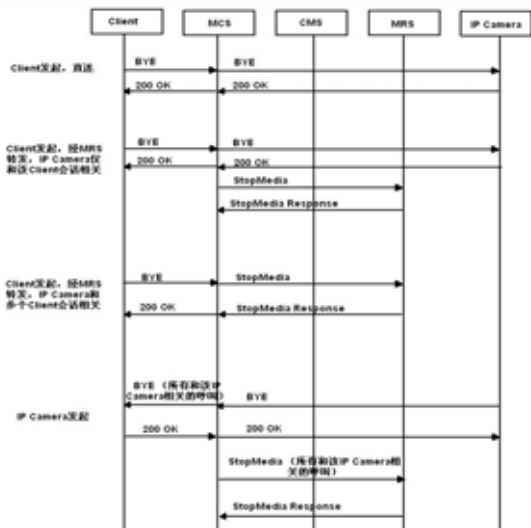 Client
MCS
CMS
MRS
IP Camera
Client发起，直连
BYE
BYE
200 OK
200 OK
Client发起，经MRS
转发，IP Camera仅
和该Client会话相关
BYE
BYE
200 OK
200 OK
StopMedia
StopMedia Response
Client发起，经MRS
转发，IP Camera和
多个Client会话相关
BYE
StopMedia
200 OK
StopMedia Response
BYE （所有和该IP
Camera相关的呼叫）
BYE
IP Camera发起
200 OK
200 OK
StopMedia （所有和该IP Camera相
关的呼叫）
StopMedia Response